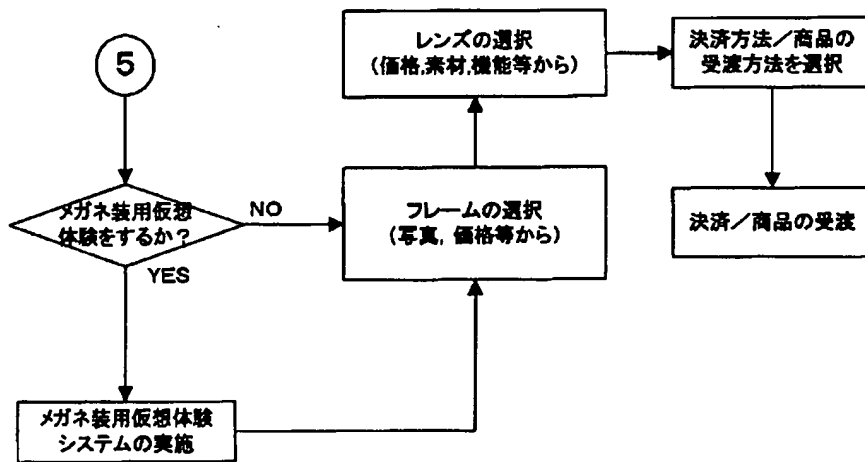 5
メガネ装用仮想
体験をするか?
NO
YES
メガネ装用仮想体験
システムの実施
フレームの選択
(写真, 価格等から)
レンズの選択
(価格,素材,機能等から)
決済方法/商品の
受渡方法を選択
決済/商品の受渡